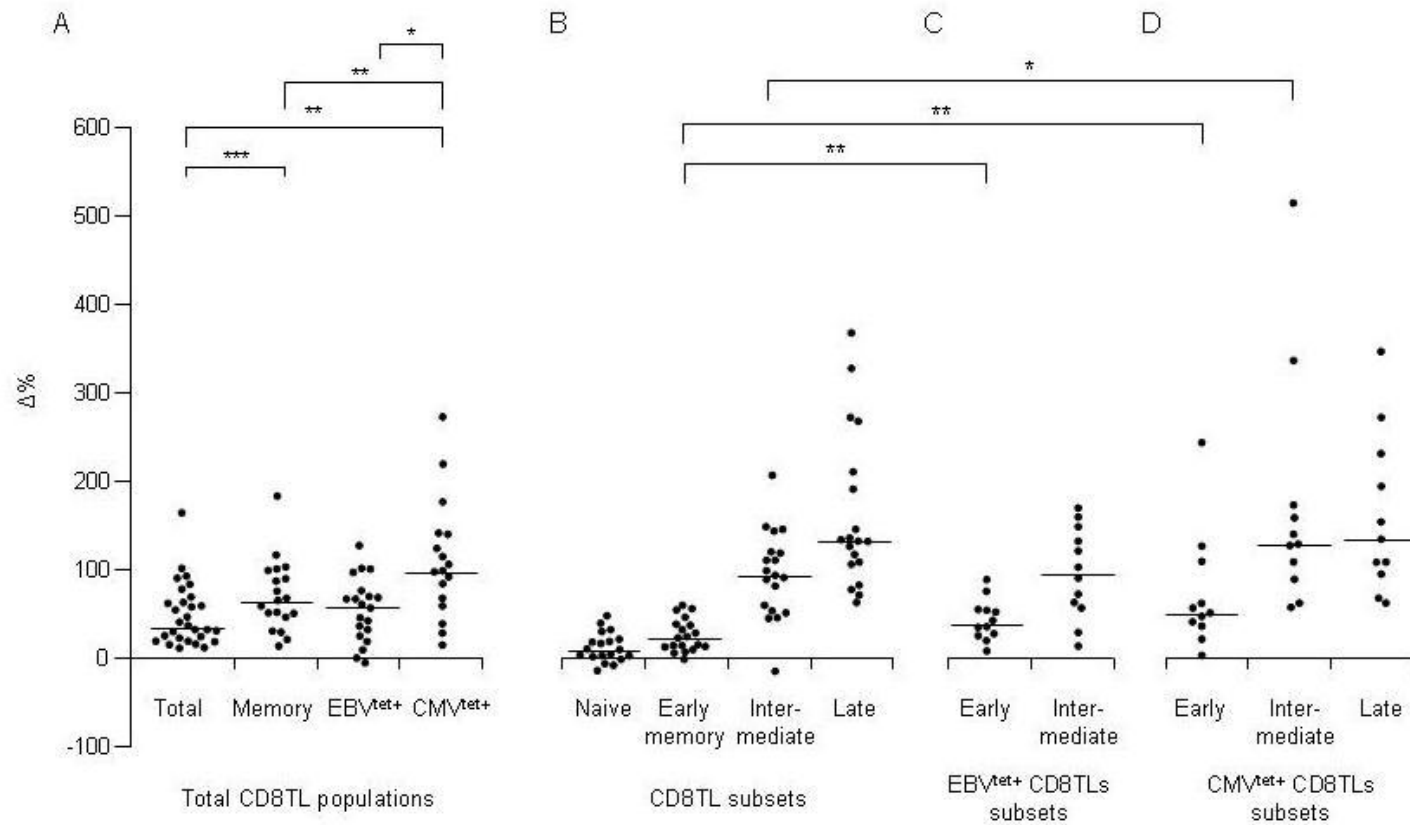 A B C D
*
** *
** **
600
*** **
500
400
300
Δ%
200
100
0
Total Memory EBVtet+ CMVtet+ Naive Early Inter- Late Early Inter- Early Inter- Late
memory mediate mediate mediate
-100
Total CD8TL populations CD8TL subsets EBVtet+ CD8TLs CMVtet+ CD8TLs
subsets subsets